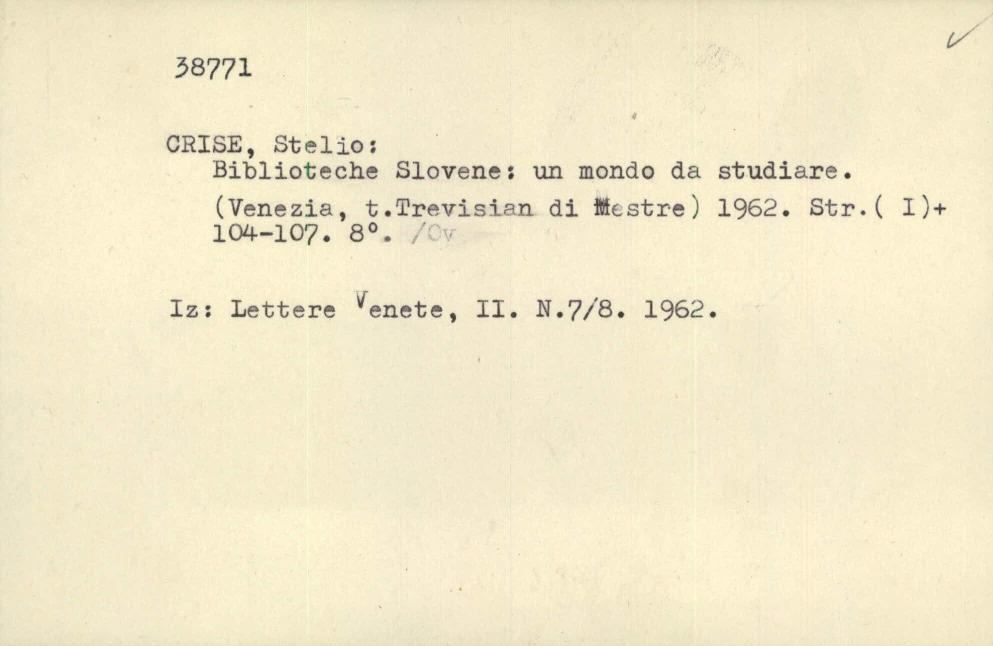 38771
CRISE, Stelio:
Biblioteche Slovene: un mondo da studiare.
(Venezia, t.Trevisian di Mestre) 1962. Str.( I)+
104-107. 8°. /Ov
Iz: Lettere Venete, II. N.7/8. 1962.